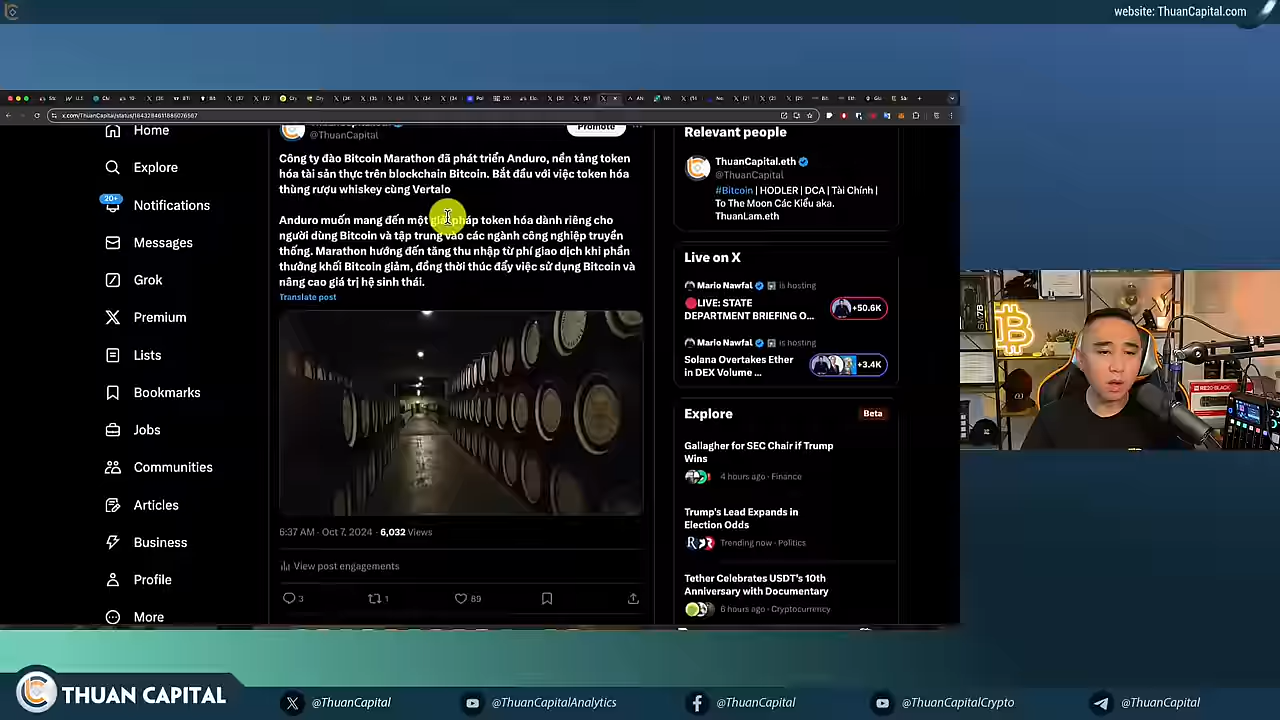 website: ThuanCapital.com
x.com/ThuanCapital/status/1843284611885076567
Home
Explore
20+
Notifications
Messages
Grok
Premium
Lists
Bookmarks
Jobs
Communities
Articles
Business
Profile
More
@ThuanCapital
Promote
Công ty đào Bitcoin Marathon đã phát triển Anduro, nền tảng token
hóa tài sản thực trên blockchain Bitcoin. Bắt đầu với việc token hóa
thùng rượu whiskey cùng Vertalo
Anduro muốn mang đến một giải pháp token hóa dành riêng cho
người dùng Bitcoin và tập trung vào các ngành công nghiệp truyền
thống. Marathon hướng đến tăng thu nhập từ phí giao dịch khi phần
thưởng khối Bitcoin giảm, đồng thời thúc đẩy việc sử dụng Bitcoin và
nâng cao giá trị hệ sinh thái.
Translate post
6:37 AM · Oct 7, 2024 · 6,032 Views
View post engagements
3
1
89
Relevant people
ThuanCapital.eth
@ThuanCapital
#Bitcoin | HODLER | DCA | Tài Chính |
To The Moon Các Kiểu aka.
ThuanLam.eth
Live on X
Mario Nawfal is hosting
LIVE: STATE
DEPARTMENT BRIEFING O...
+50.6K
Mario Nawfal is hosting
Solana Overtakes Ether
in DEX Volume ...
+3.4K
Explore
Beta
Gallagher for SEC Chair if Trump
Wins
4 hours ago · Finance
Trump's Lead Expands in
Election Odds
Trending now · Politics
Tether Celebrates USDT's 10th
Anniversary with Documentary
6 hours ago · Cryptocurrency
RE20-BLACK
THUAN CAPITAL
@ThuanCapital
@ThuanCapitalAnalytics
@ThuanCapital
@ThuanCapitalCrypto
@ThuanCapital